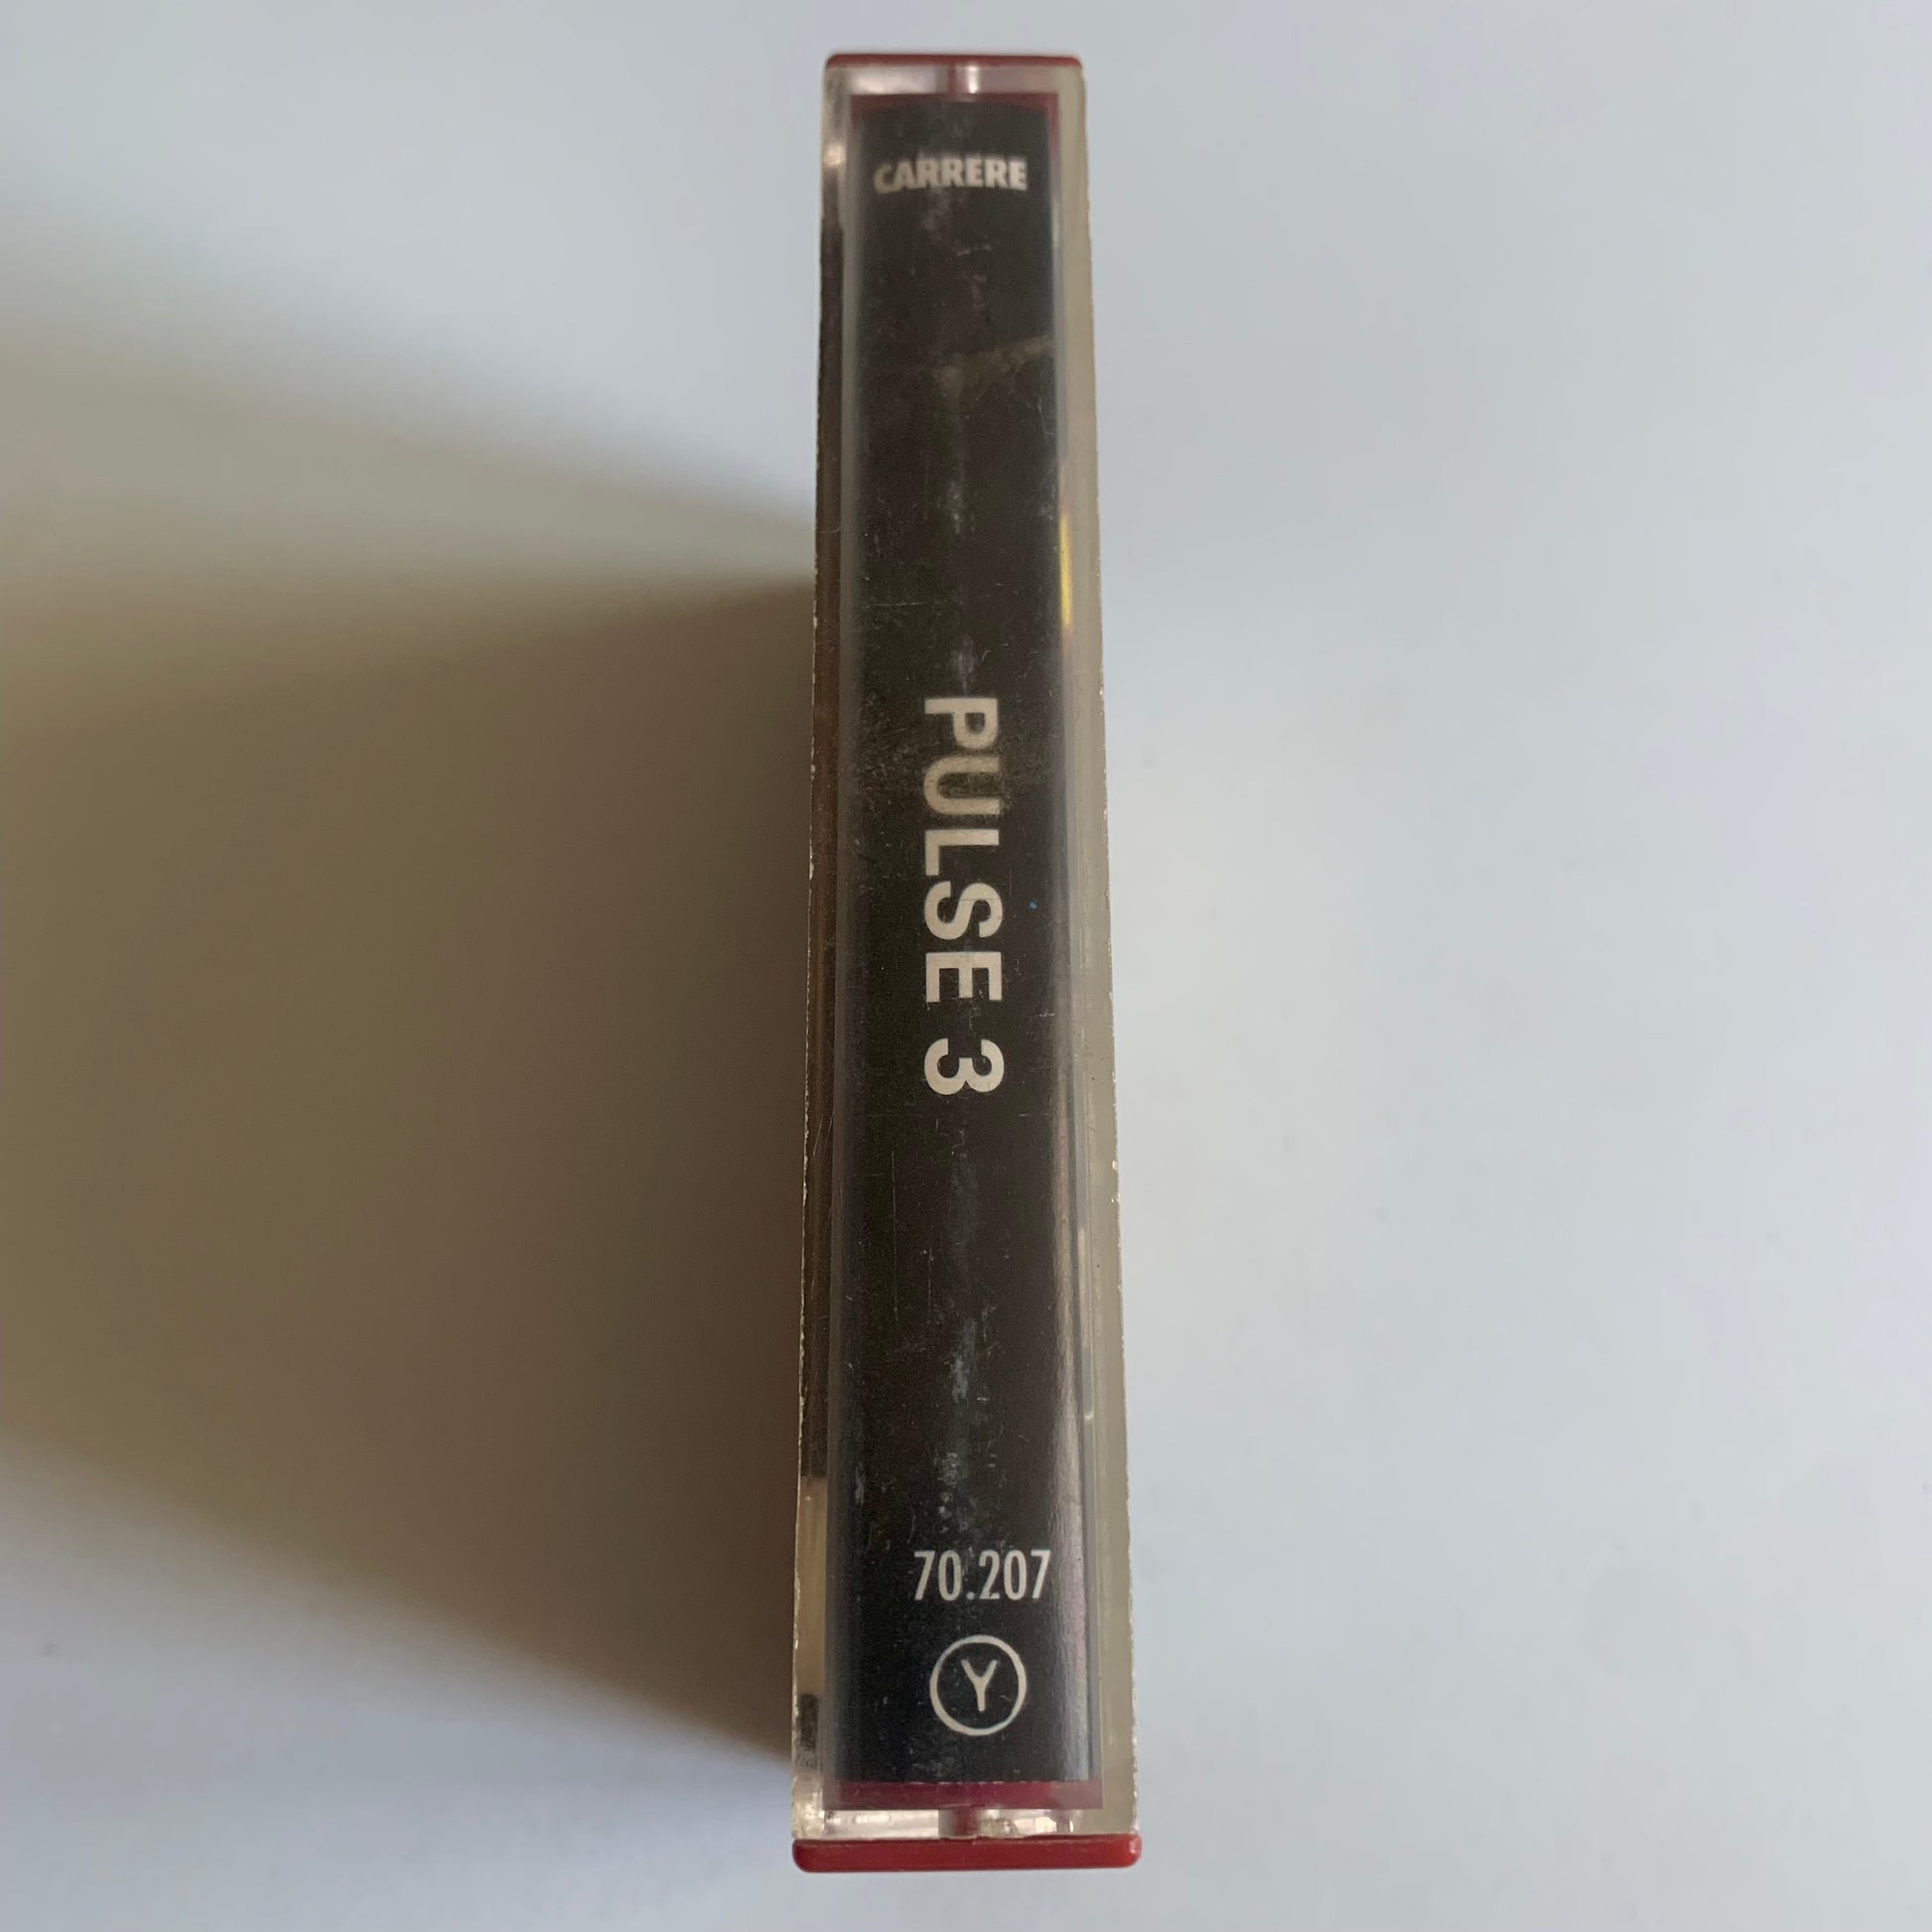 CARRERE
PULSE 3
70.207
Y